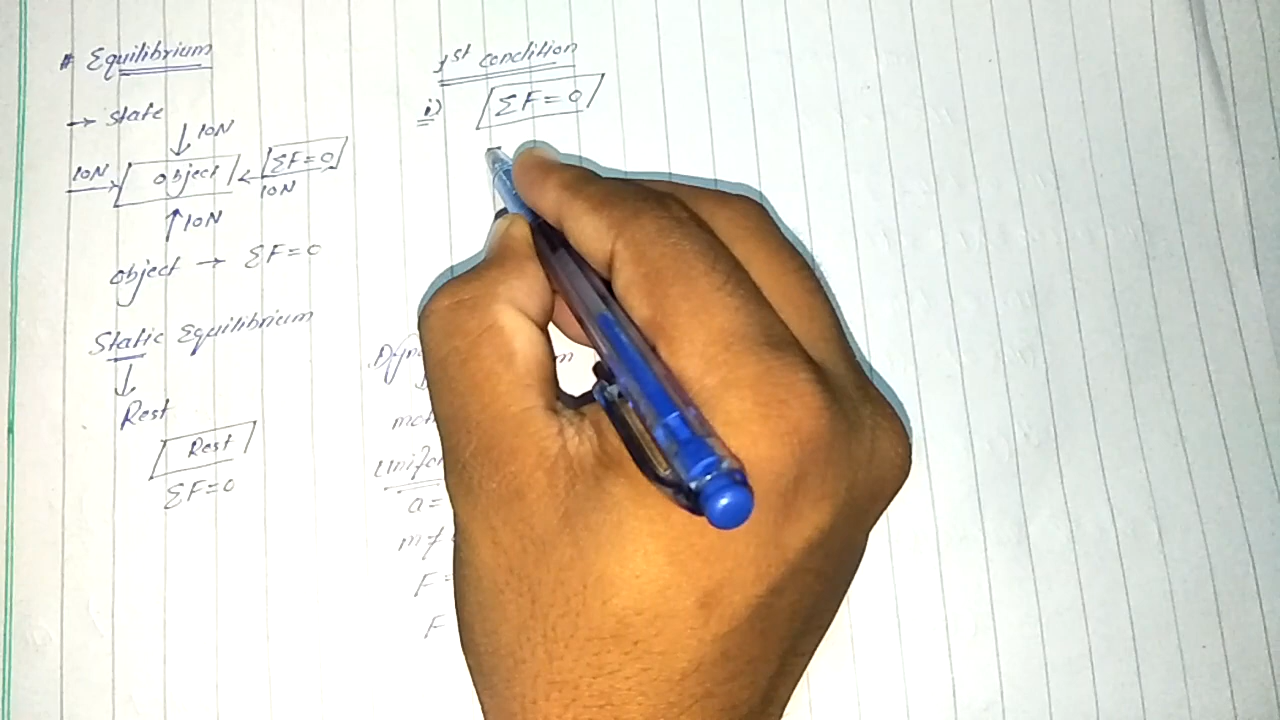 # Equilibrium
→ State
↓ 10N
10N → object ← ΣF=0
10N
↑ 10N
object → ΣF=0
Static Equilibrium
↓
Rest
Rest
ΣF=0
1st condition
i) ΣF=0
a=
F=
F